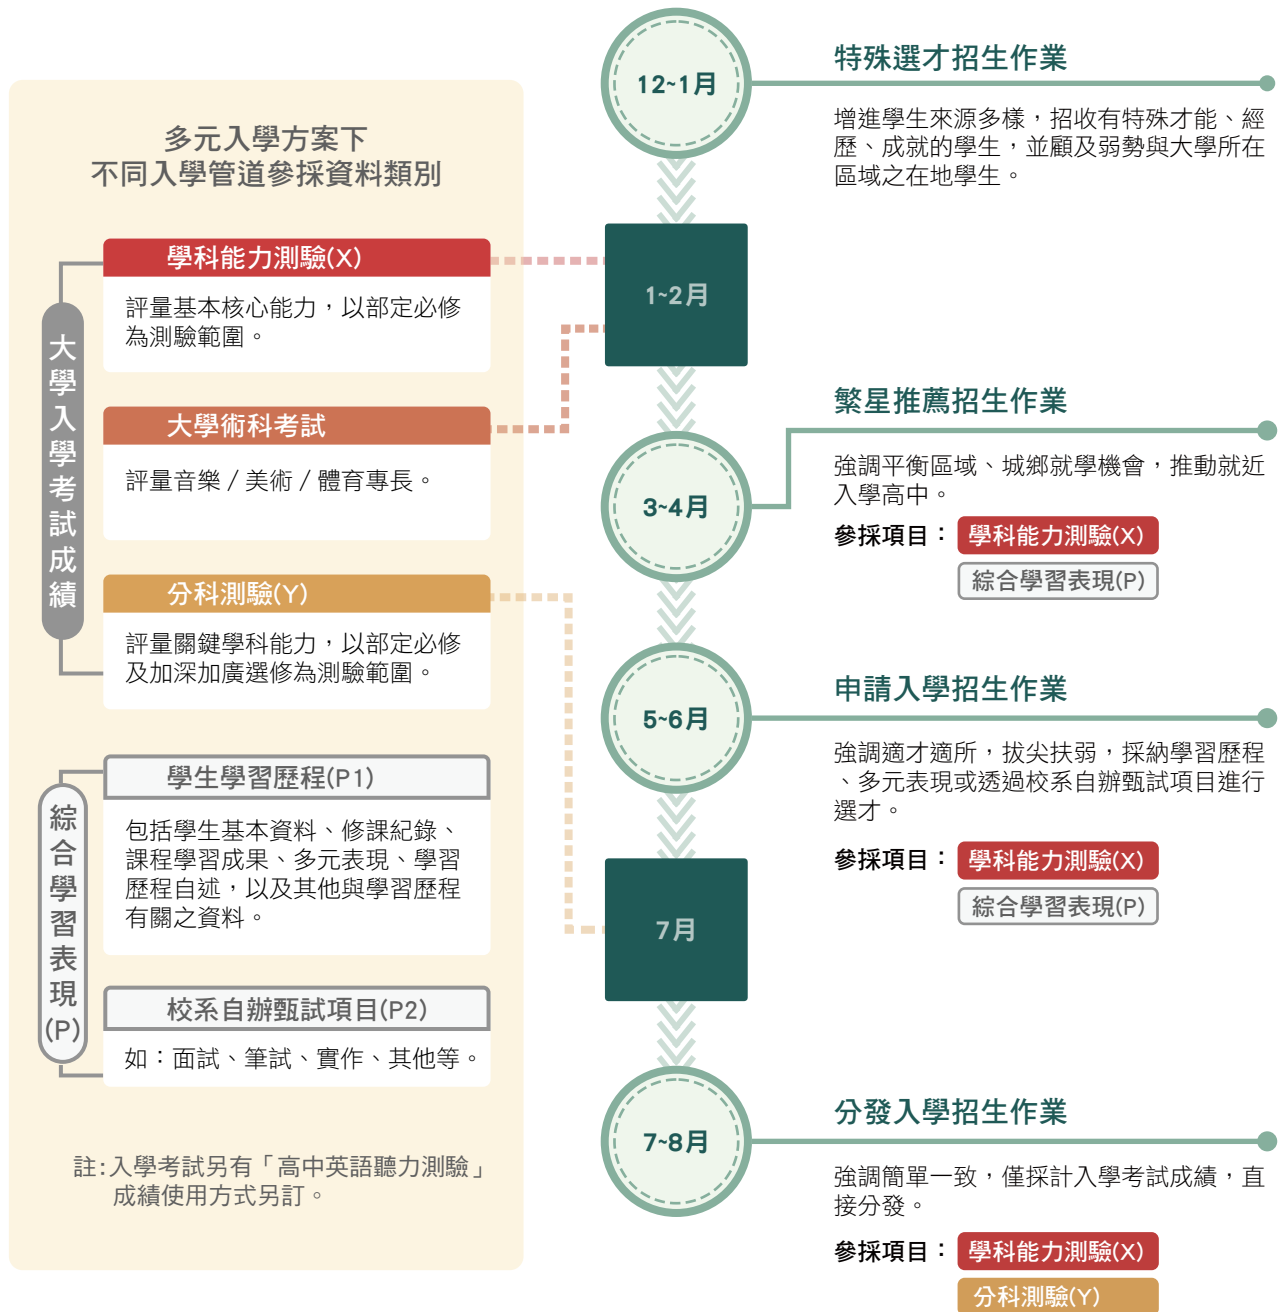 多元入學方案下
不同入學管道參採資料類別
大學入學考試成績
學科能力測驗(X)
評量基本核心能力，以部定必修
為測驗範圍。
大學術科考試
評量音樂 / 美術 / 體育專長。
分科測驗(Y)
評量關鍵學科能力，以部定必修
及加深加廣選修為測驗範圍。
綜合學習表現(P)
學生學習歷程(P1)
包括學生基本資料、修課紀錄、
課程學習成果、多元表現、學習
歷程自述，以及其他與學習歷程
有關之資料。
校系自辦甄試項目(P2)
如：面試、筆試、實作、其他等。
註:入學考試另有「高中英語聽力測驗」
成績使用方式另訂。
12~1月
特殊選才招生作業
增進學生來源多樣，招收有特殊才能、經
歷、成就的學生，並顧及弱勢與大學所在
區域之在地學生。
1~2月
3~4月
繁星推薦招生作業
強調平衡區域、城鄉就學機會，推動就近
入學高中。
參採項目： 學科能力測驗(X)
綜合學習表現(P)
5~6月
申請入學招生作業
強調適才適所，拔尖扶弱，採納學習歷程
、多元表現或透過校系自辦甄試項目進行
選才。
參採項目： 學科能力測驗(X)
綜合學習表現(P)
7月
7~8月
分發入學招生作業
強調簡單一致，僅採計入學考試成績，直
接分發。
參採項目： 學科能力測驗(X)
分科測驗(Y)